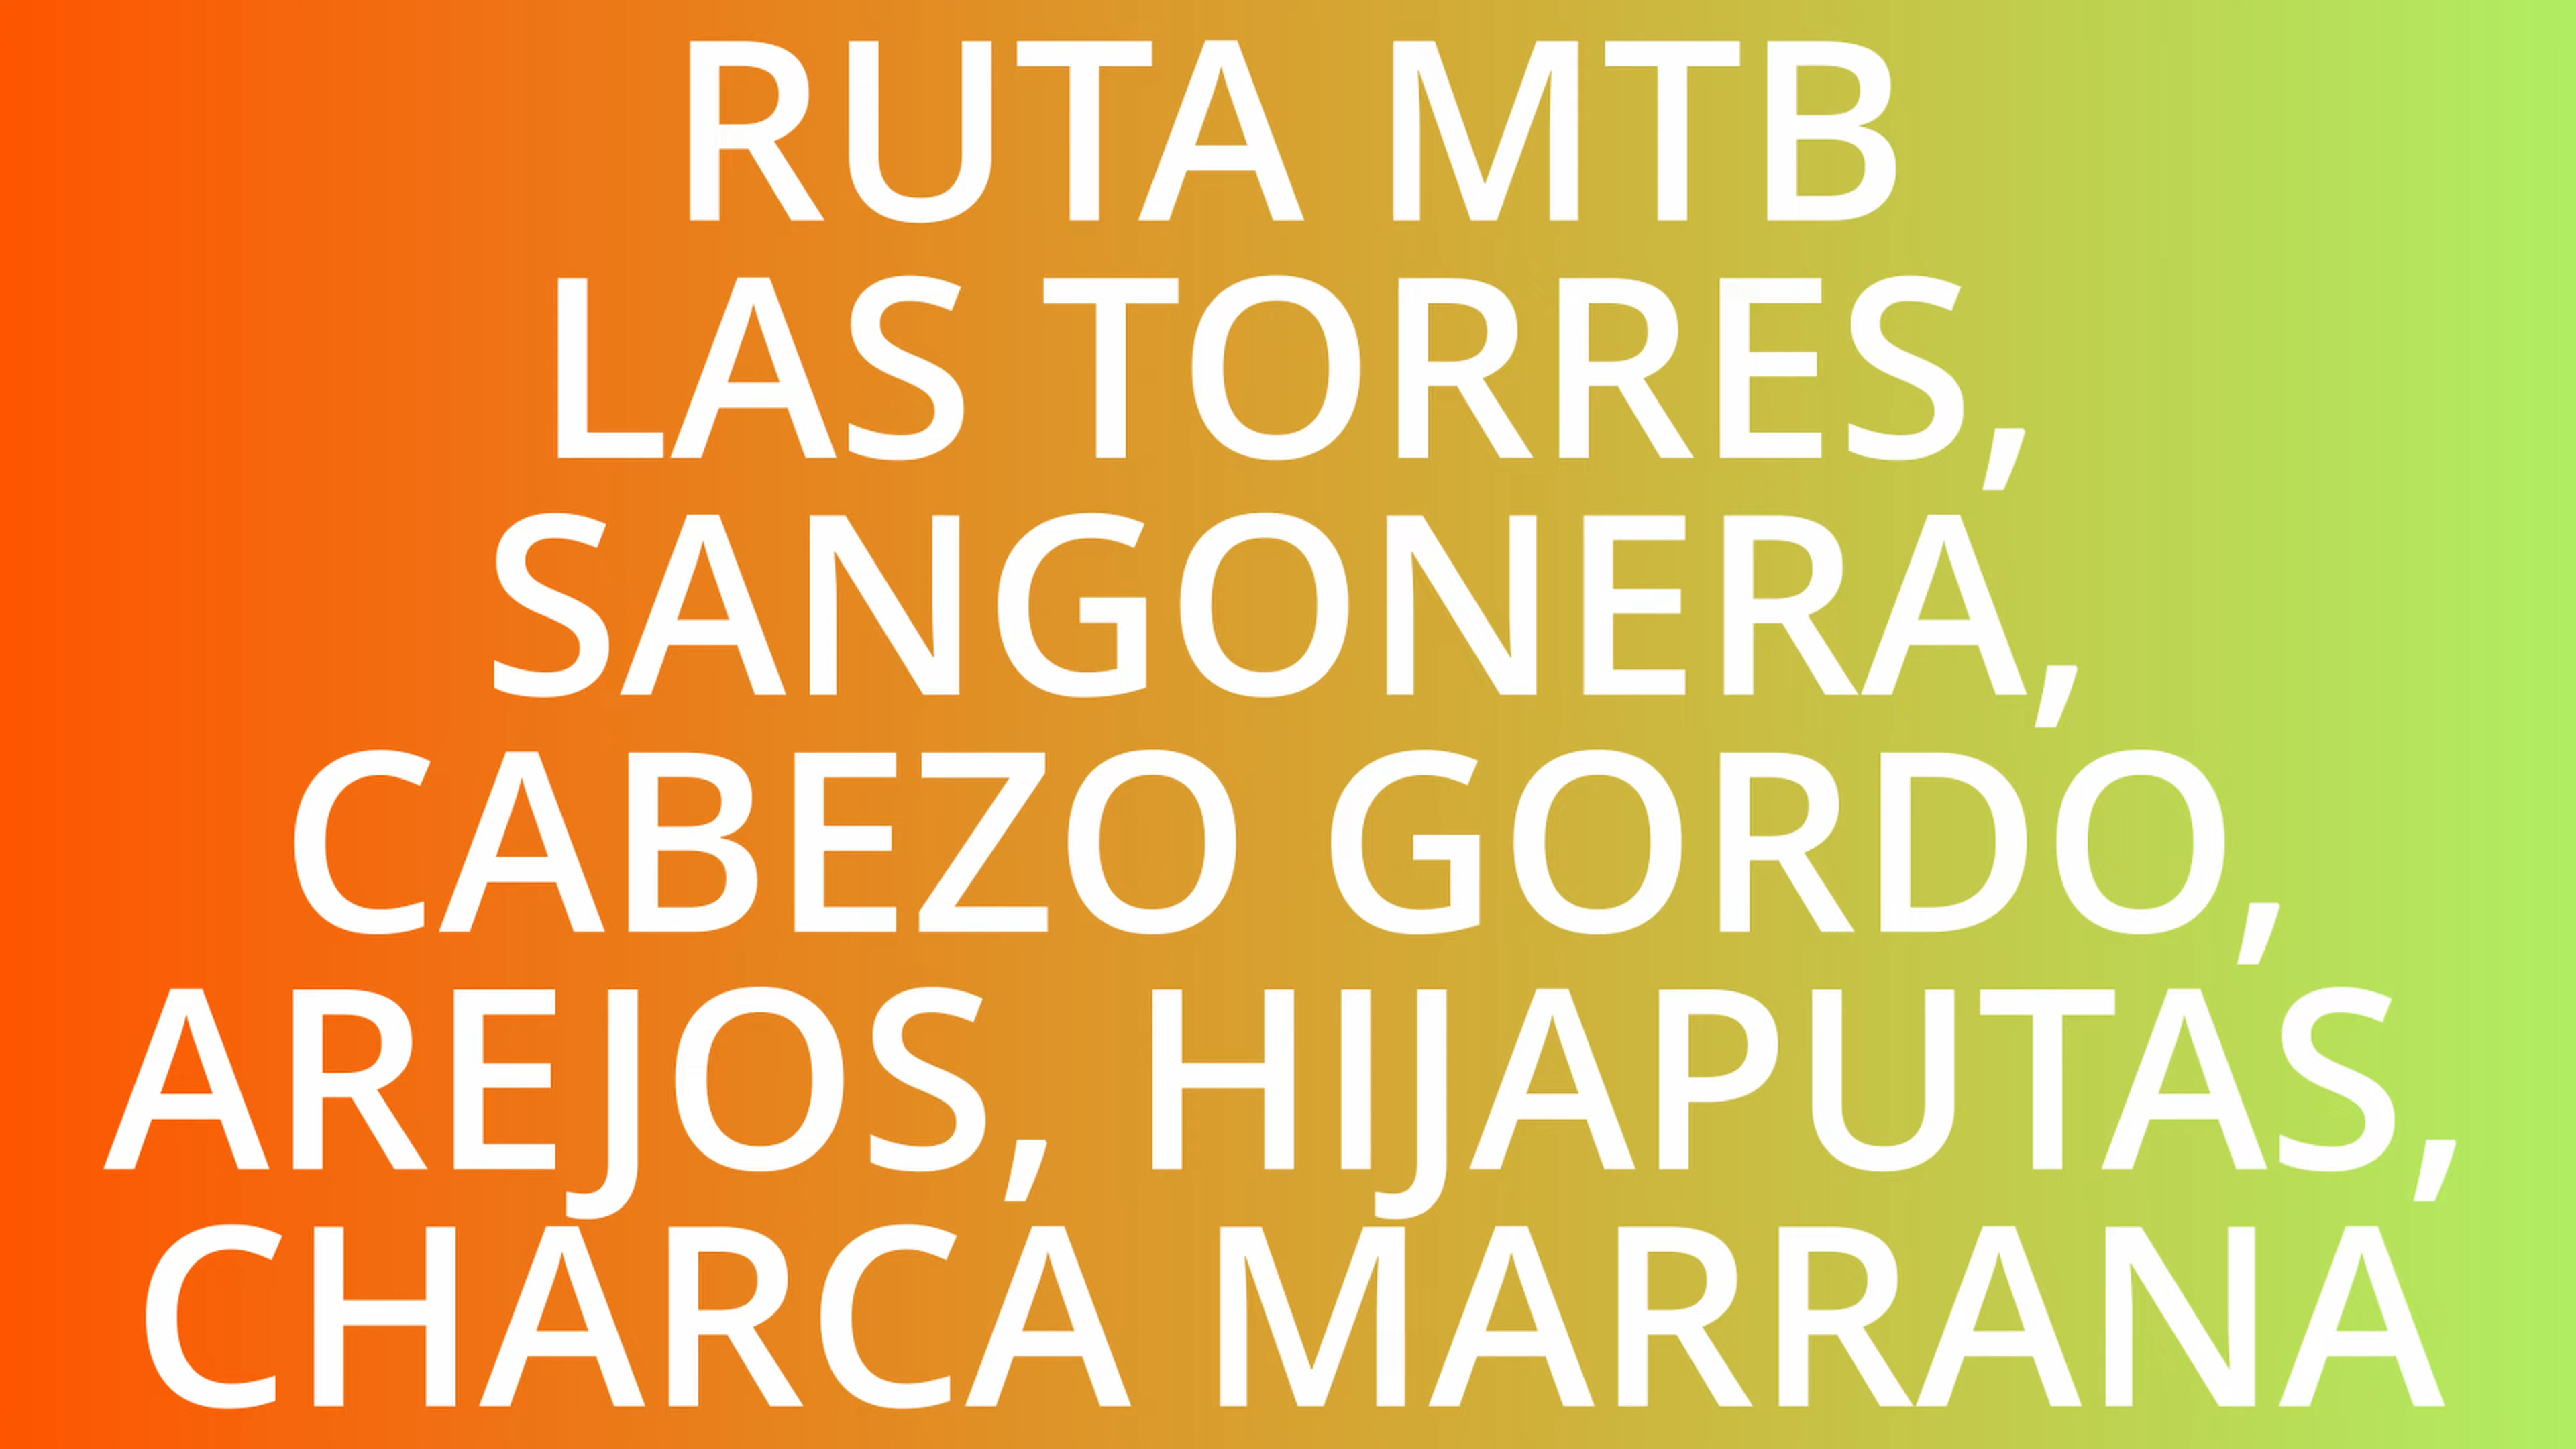 RUTA MTB
LAS TORRES,
SANGONERA,
CABEZO GORDO,
AREJOS, HIJAPUTAS,
CHARCA MARRANA